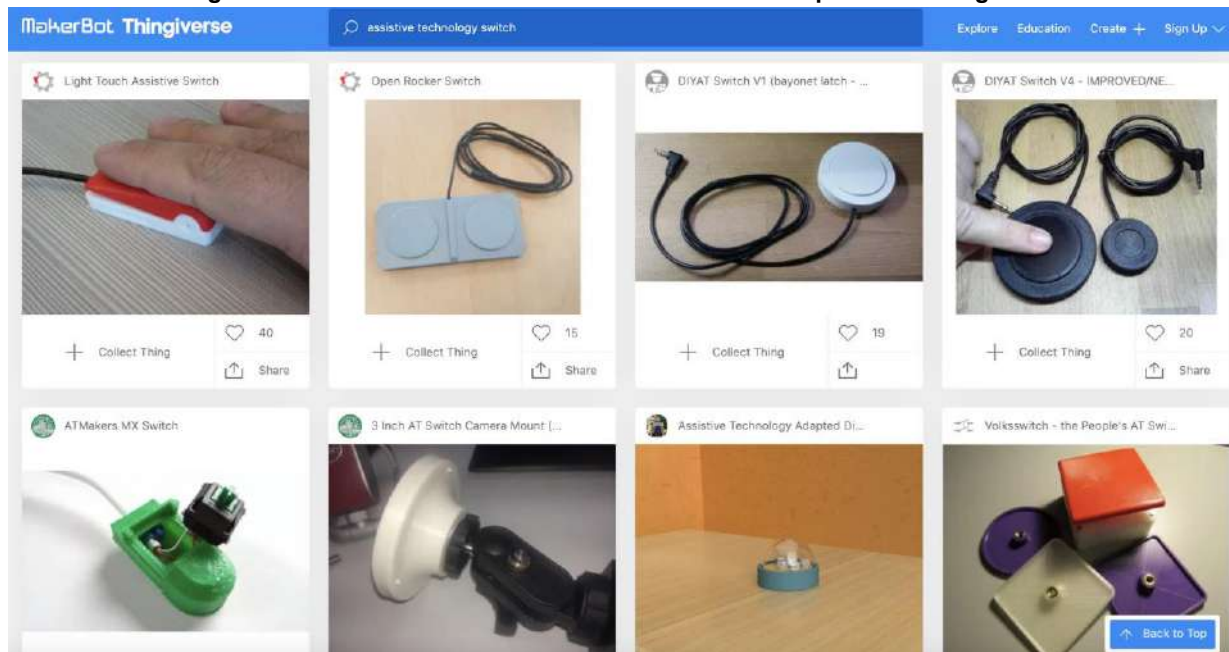 MakerBot Thingiverse
assistive technology switch
Explore Education Create + Sign Up
Light Touch Assistive Switch
Open Rocker Switch
DIYAT Switch V1 (bayonet latch - ...
DIYAT Switch V4 - IMPROVED/NE...
+ Collect Thing
40
Share
+ Collect Thing
15
Share
+ Collect Thing
19
+ Collect Thing
20
Share
ATMakers MX Switch
3 Inch AT Switch Camera Mount (...
Assistive Technology Adapted Di...
Volksswitch - the People's AT Swi...
Back to Top